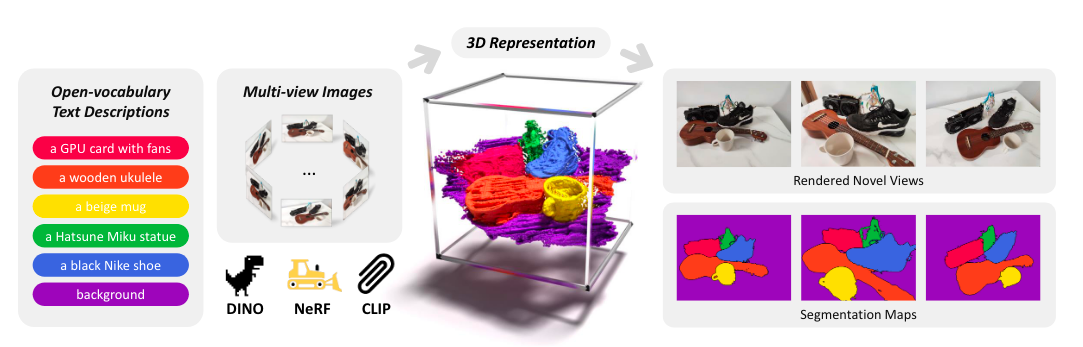 Open-vocabulary
Text Descriptions
a GPU card with fans
a wooden ukulele
a beige mug
a Hatsune Miku statue
a black Nike shoe
background
Multi-view Images
...
DINO
NeRF
CLIP
3D Representation
Rendered Novel Views
Segmentation Maps